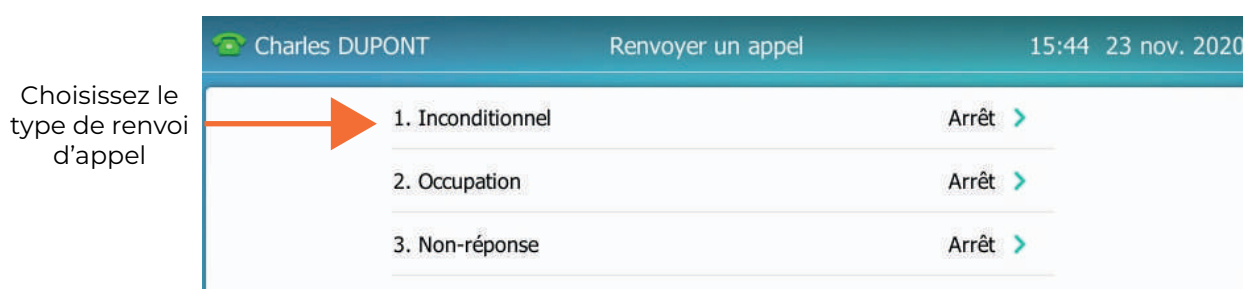 Charles DUPONT Renvoyer un appel 15:44 23 nov. 2020
Choisissez le
type de renvoi
d'appel
1. Inconditionnel Arrêt
2. Occupation Arrêt
3. Non-réponse Arrêt